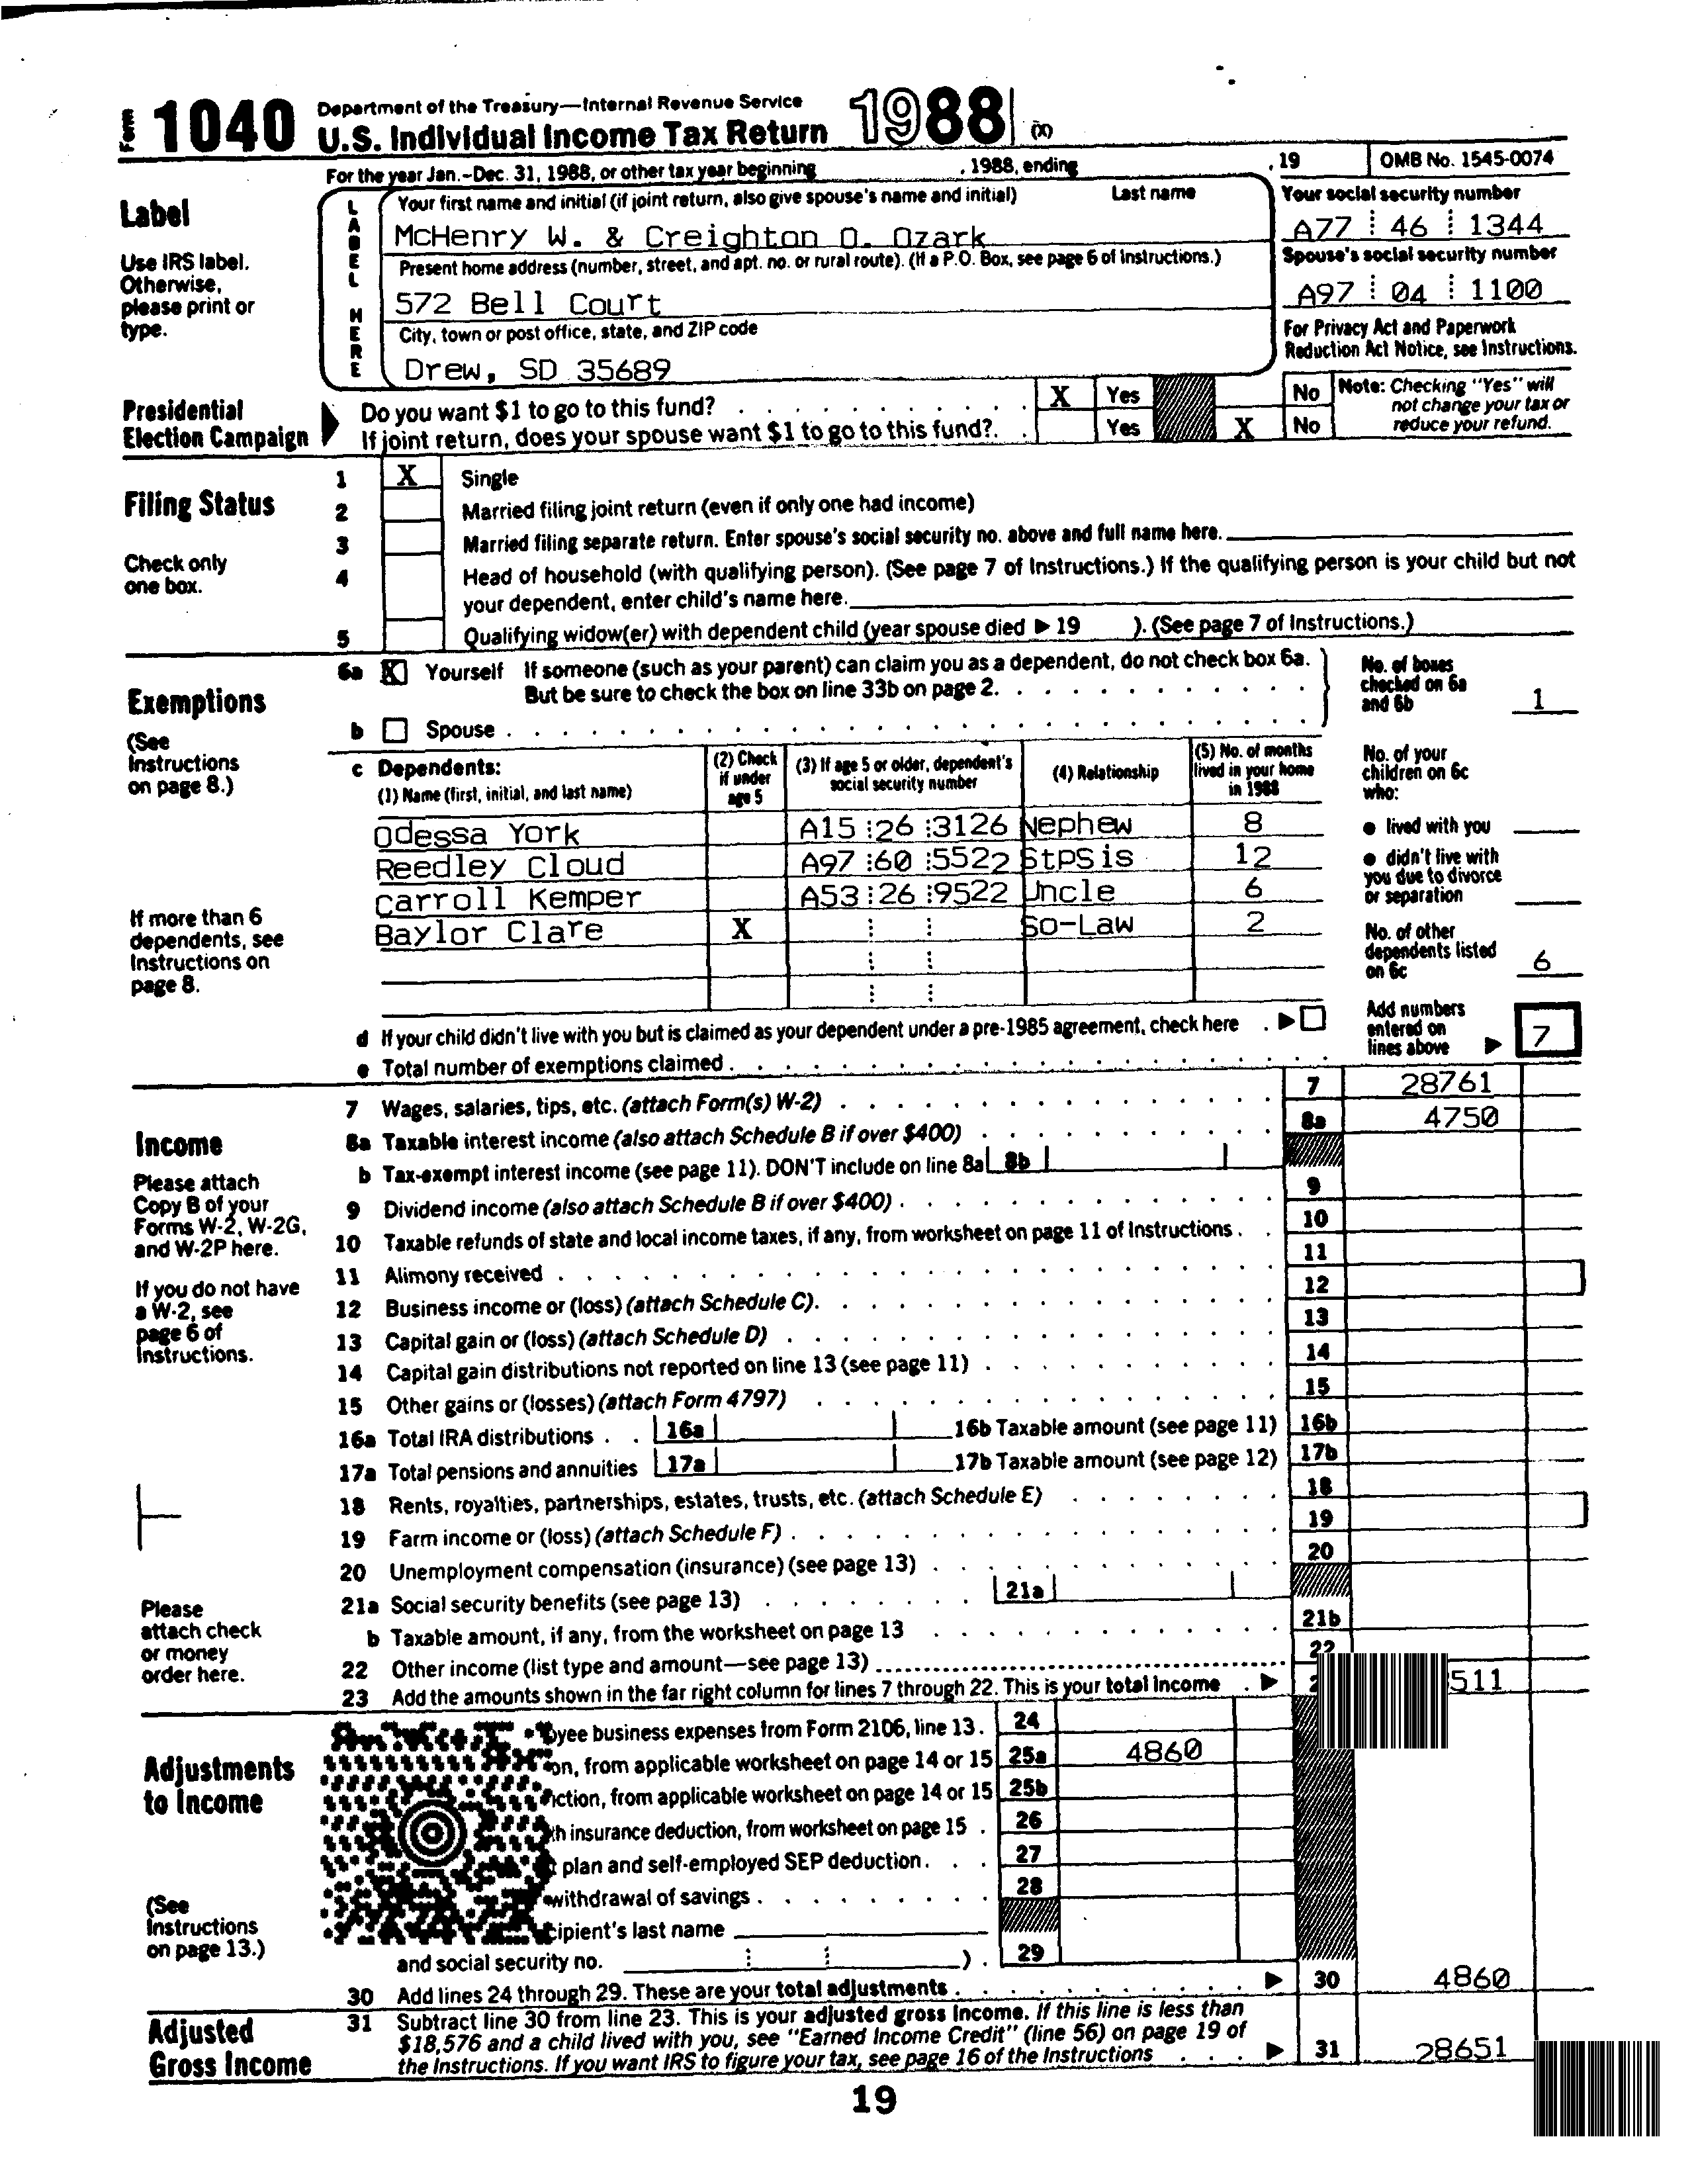 Form 1040 Department of the Treasury—Internal Revenue Service
U.S. Individual Income Tax Return 1988 (X)
For the year Jan.–Dec. 31, 1988, or other tax year beginning , 1988, ending , 19 OMB No. 1545-0074
Label
Use IRS label.
Otherwise,
please print or
type.
LABEL HERE
Your first name and initial (if joint return, also give spouse's name and initial) Last name
McHenry W. & Creighton O. Ozark
Your social security number
A77 46 1344
Present home address (number, street, and apt. no. or rural route). (If a P.O. Box, see page 6 of Instructions.)
572 Bell Court
Spouse's social security number
A97 04 1100
City, town or post office, state, and ZIP code
Drew, SD 35689
For Privacy Act and Paperwork
Reduction Act Notice, see Instructions.
Presidential
Election Campaign
Do you want $1 to go to this fund? X Yes No
If joint return, does your spouse want $1 to go to this fund?. Yes X No
Note: Checking "Yes" will
not change your tax or
reduce your refund.
Filing Status
Check only
one box.
1 X Single
2 Married filing joint return (even if only one had income)
3 Married filing separate return. Enter spouse's social security no. above and full name here.
4 Head of household (with qualifying person). (See page 7 of Instructions.) If the qualifying person is your child but not
your dependent, enter child's name here.
5 Qualifying widow(er) with dependent child (year spouse died ▶ 19 ). (See page 7 of Instructions.)
Exemptions
(See
Instructions
on page 8.)
If more than 6
dependents, see
Instructions on
page 8.
6a X Yourself If someone (such as your parent) can claim you as a dependent, do not check box 6a.
But be sure to check the box on line 33b on page 2.
b Spouse
No. of boxes
checked on 6a
and 6b 1
c Dependents:
(1) Name (first, initial, and last name)
(2) Check
if under
age 5
(3) If age 5 or older, dependent's
social security number
(4) Relationship
(5) No. of months
lived in your home
in 1988
Odessa York A15 26 3126 Nephew 8
Reedley Cloud A97 60 5522 StpSis 12
Carroll Kemper A53 26 9522 Uncle 6
Baylor Clare X So-Law 2
No. of your
children on 6c
who:
● lived with you
● didn't live with
you due to divorce
or separation
No. of other
dependents listed
on 6c 6
Add numbers
entered on
lines above ▶ 7
d If your child didn't live with you but is claimed as your dependent under a pre-1985 agreement, check here . ▶
e Total number of exemptions claimed
Income
Please attach
Copy B of your
Forms W-2, W-2G,
and W-2P here.
If you do not have
a W-2, see
page 6 of
Instructions.
Please
attach check
or money
order here.
7 Wages, salaries, tips, etc. (attach Form(s) W-2) 7 28761
8a Taxable interest income (also attach Schedule B if over $400) 8a 4750
b Tax-exempt interest income (see page 11). DON'T include on line 8a 8b
9 Dividend income (also attach Schedule B if over $400) 9
10 Taxable refunds of state and local income taxes, if any, from worksheet on page 11 of Instructions 10
11 Alimony received 11
12 Business income or (loss) (attach Schedule C). 12
13 Capital gain or (loss) (attach Schedule D) 13
14 Capital gain distributions not reported on line 13 (see page 11) 14
15 Other gains or (losses) (attach Form 4797) 15
16a Total IRA distributions 16a 16b Taxable amount (see page 11) 16b
17a Total pensions and annuities 17a 17b Taxable amount (see page 12) 17b
18 Rents, royalties, partnerships, estates, trusts, etc. (attach Schedule E) 18
19 Farm income or (loss) (attach Schedule F) 19
20 Unemployment compensation (insurance) (see page 13) 20
21a Social security benefits (see page 13) 21a
b Taxable amount, if any, from the worksheet on page 13 21b
22 Other income (list type and amount—see page 13) 22
23 Add the amounts shown in the far right column for lines 7 through 22. This is your total income ▶ 511
Adjustments
to Income
(See
Instructions
on page 13.)
business expenses from Form 2106, line 13 . 24
from applicable worksheet on page 14 or 15 25a 4860
from applicable worksheet on page 14 or 15 25b
insurance deduction, from worksheet on page 15 . 26
plan and self-employed SEP deduction. 27
withdrawal of savings 28
last name
and social security no. ) . 29
30 Add lines 24 through 29. These are your total adjustments ▶ 30 4860
Adjusted
Gross Income
31 Subtract line 30 from line 23. This is your adjusted gross income. If this line is less than
$18,576 and a child lived with you, see "Earned Income Credit" (line 56) on page 19 of
the Instructions. If you want IRS to figure your tax, see page 16 of the Instructions ▶ 31 28651
19